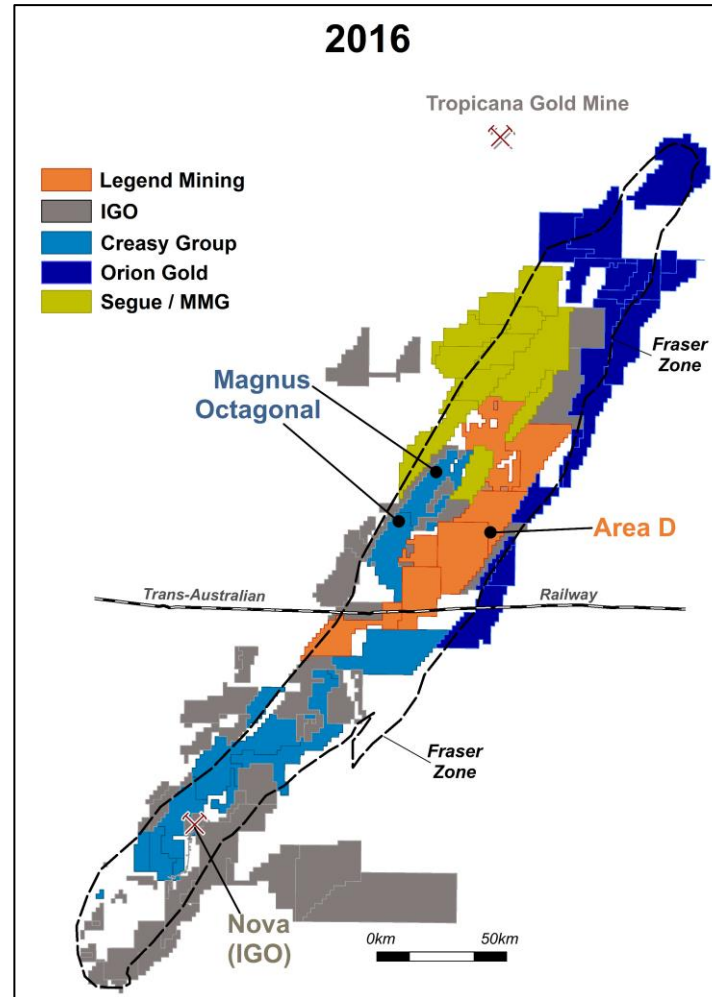 2016
Tropicana Gold Mine
Legend Mining
IGO
Creasy Group
Orion Gold
Segue / MMG
Fraser
Zone
Magnus
Octagonal
Area D
Trans-Australian
Railway
Fraser
Zone
Nova
(IGO)
0km
50km